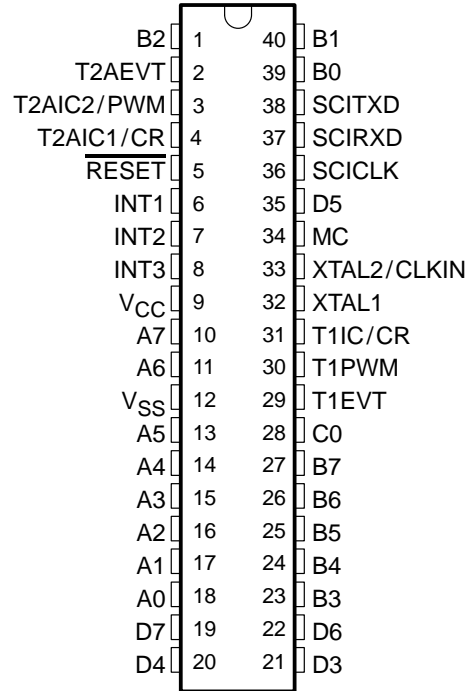 B2 1 40 B1
T2AEVT 2 39 B0
T2AIC2/PWM 3 38 SCITXD
T2AIC1/CR 4 37 SCIRXD
RESET 5 36 SCICLK
INT1 6 35 D5
INT2 7 34 MC
INT3 8 33 XTAL2/CLKIN
VCC 9 32 XTAL1
A7 10 31 T1IC/CR
A6 11 30 T1PWM
VSS 12 29 T1EVT
A5 13 28 C0
A4 14 27 B7
A3 15 26 B6
A2 16 25 B5
A1 17 24 B4
A0 18 23 B3
D7 19 22 D6
D4 20 21 D3